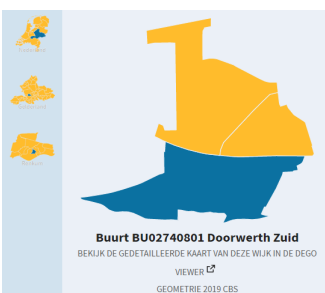 Buurt BU02740801 Doorwerth Zuid
BEKIJK DE GEDETAILLEERDE KAART VAN DEZE WIJK IN DE DEGO
VIEWER
GEOMETRIE 2019 CBS